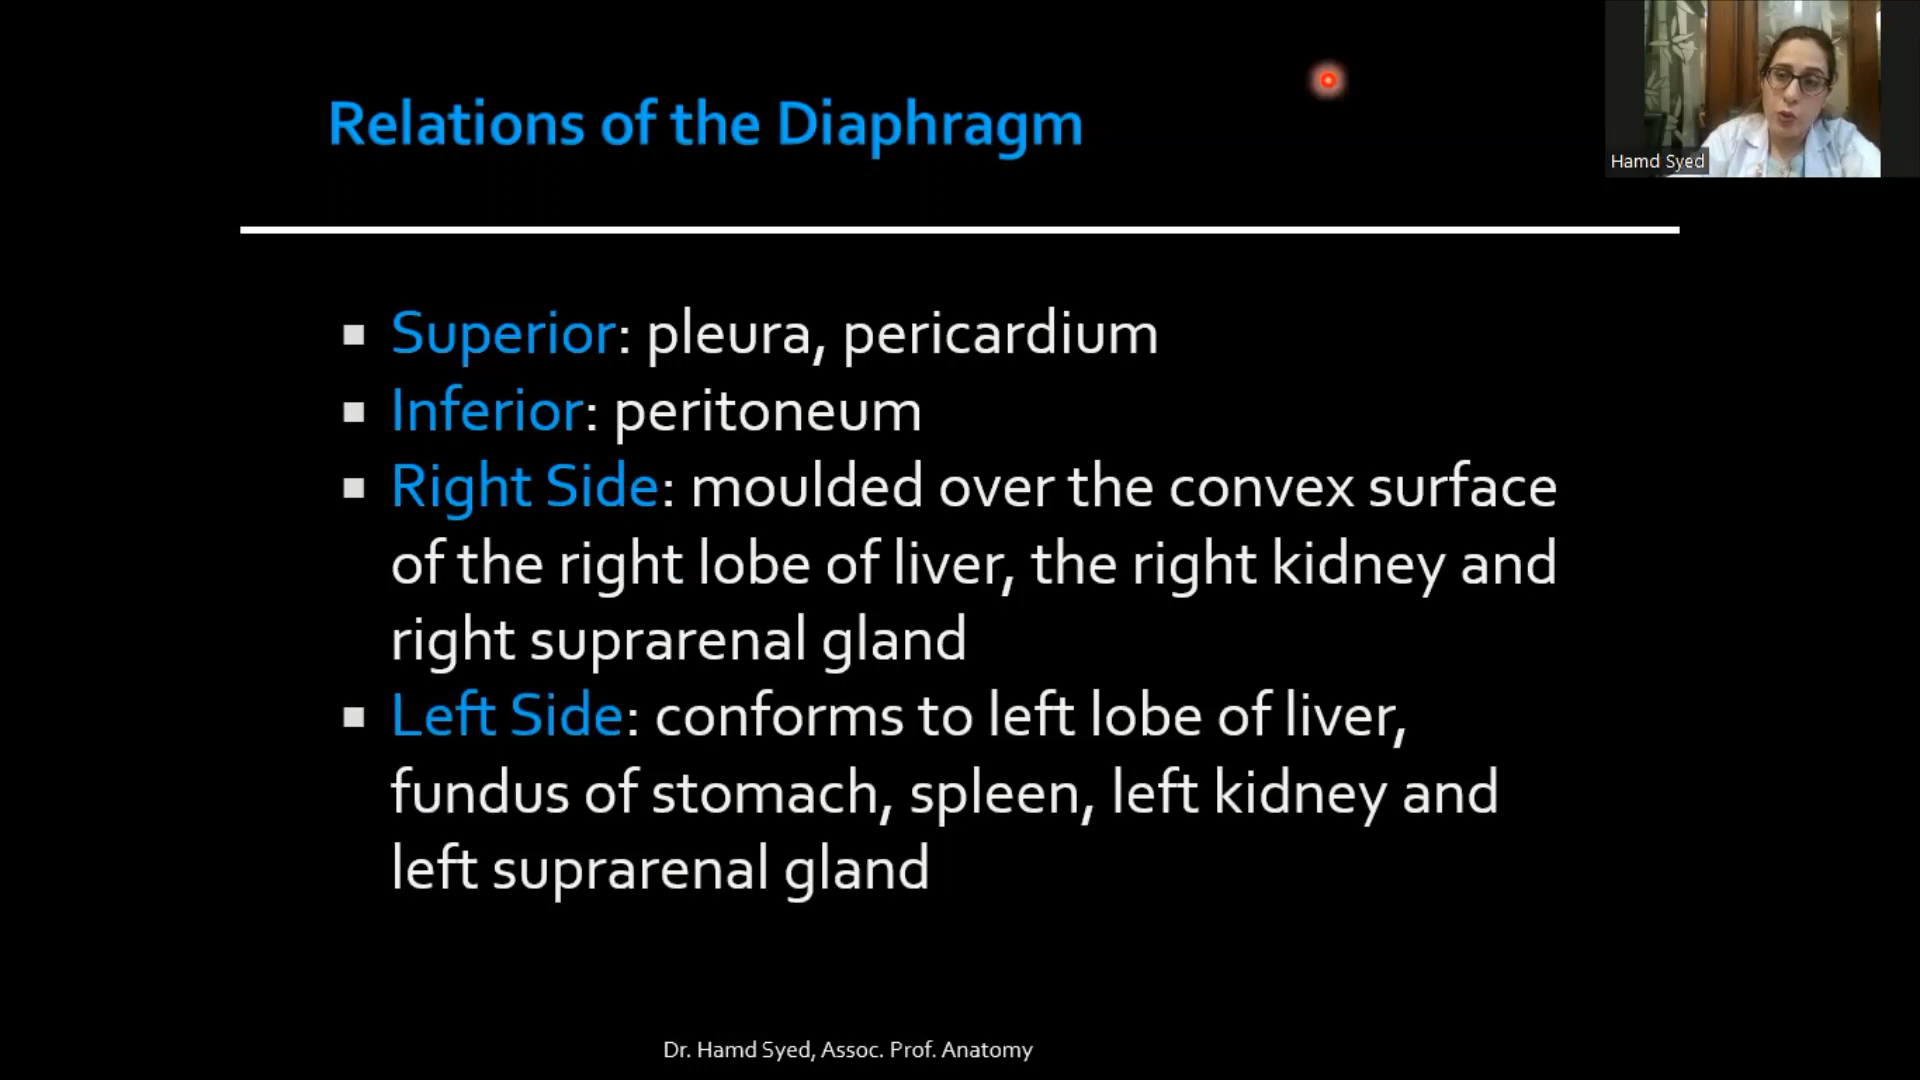 Relations of the Diaphragm
Hamd Syed
Superior: pleura, pericardium
Inferior: peritoneum
Right Side: moulded over the convex surface
of the right lobe of liver, the right kidney and
right suprarenal gland
Left Side: conforms to left lobe of liver,
fundus of stomach, spleen, left kidney and
left suprarenal gland
Dr. Hamd Syed, Assoc. Prof. Anatomy